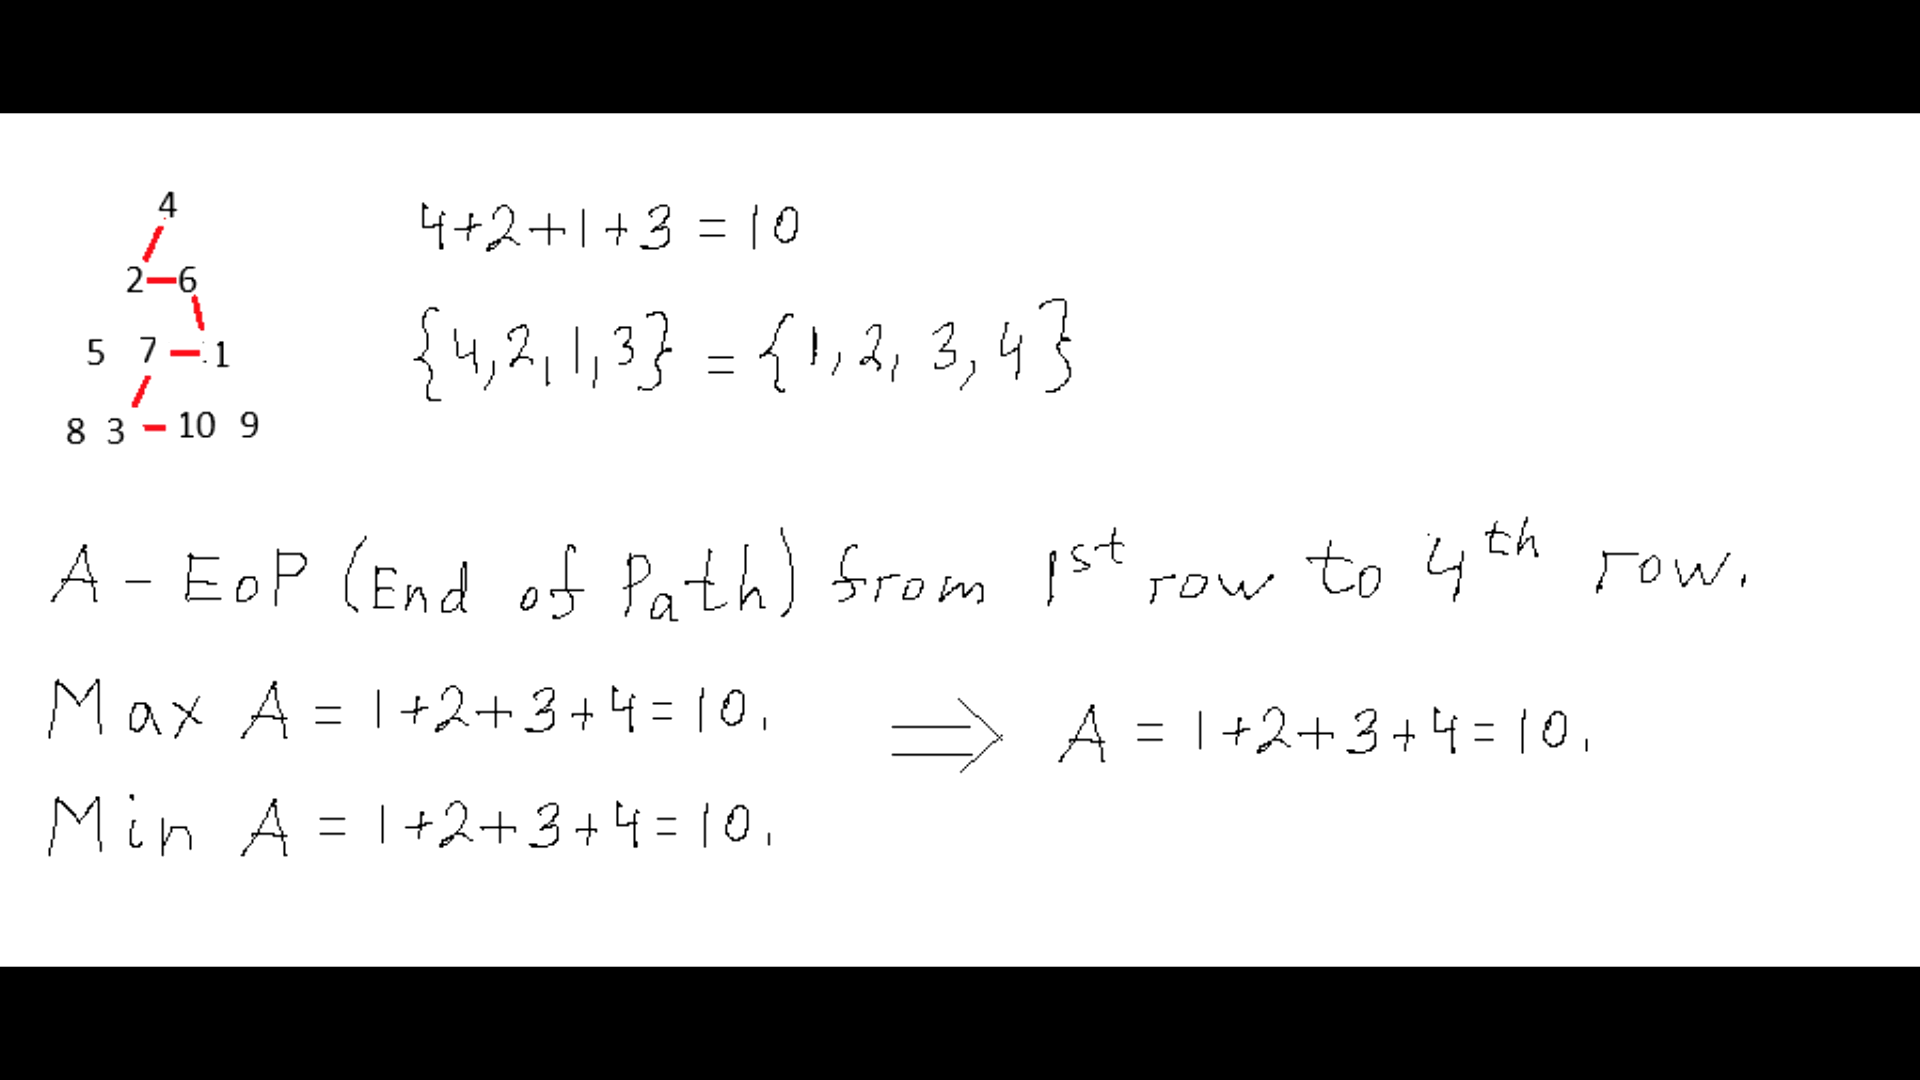 4
4+2+1+3=10
2 6
{4,2,1,3} = {1,2,3,4}
5 7 1
8 3 10 9
A - EoP (End of Path) from 1st row to 4th row.
Max A = 1+2+3+4=10.
⇒ A = 1+2+3+4=10.
Min A = 1+2+3+4=10.